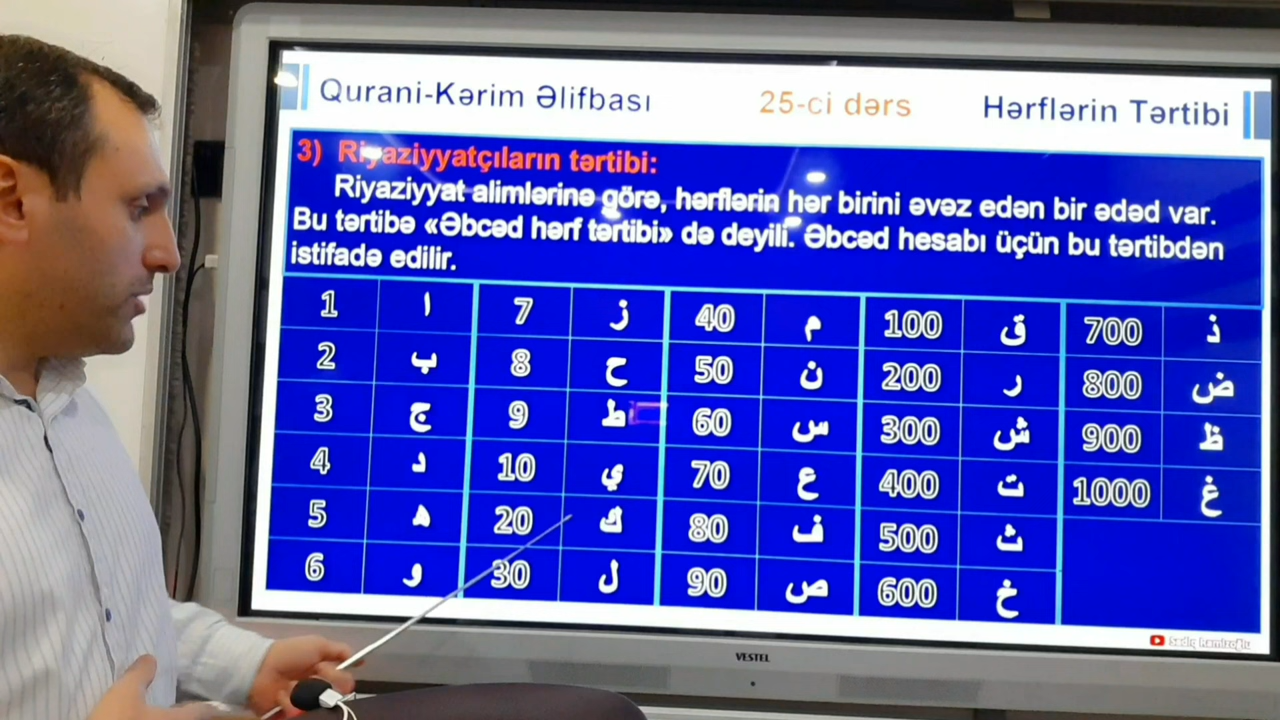 Qurani-Kərim Əlifbası 25-ci dərs Hərflərin Tərtibi
3) Riyaziyyatçıların tərtibi:
Riyaziyyat alimlərinə görə, hərflərin hər birini əvəz edən bir ədəd var.
Bu tərtibə «Əbcəd hərf tərtibi» də deyili. Əbcəd hesabı üçün bu tərtibdən
istifadə edilir.
1 ا 7 ز 40 م 100 ق 700 ذ
2 ب 8 ح 50 ن 200 ر 800 ض
3 ج 9 ط 60 س 300 ش 900 ظ
4 د 10 ي 70 ع 400 ت 1000 غ
5 ه 20 ك 80 ف 500 ث
6 و 30 ل 90 ص 600 خ
Sadiq Ramizoğlu
VESTEL